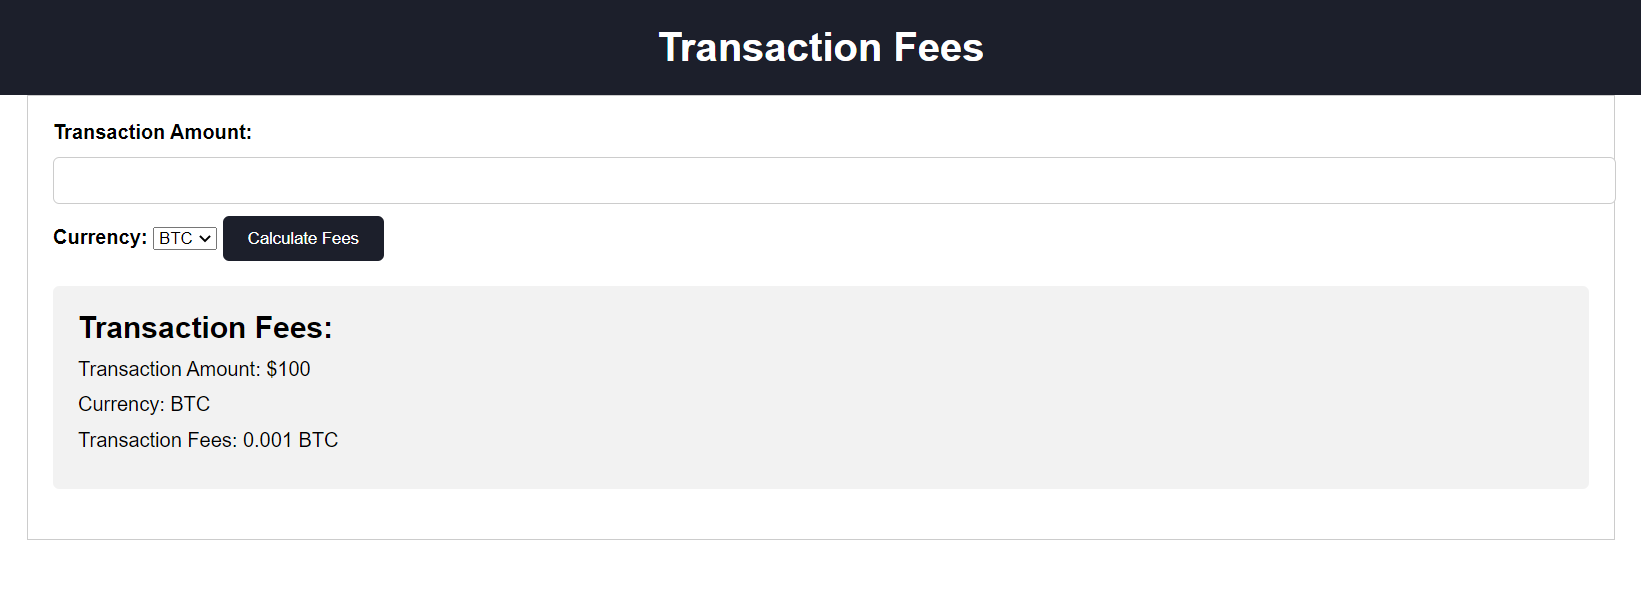 Transaction Fees
Transaction Amount:
Currency: BTC Calculate Fees
Transaction Fees:
Transaction Amount: $100
Currency: BTC
Transaction Fees: 0.001 BTC